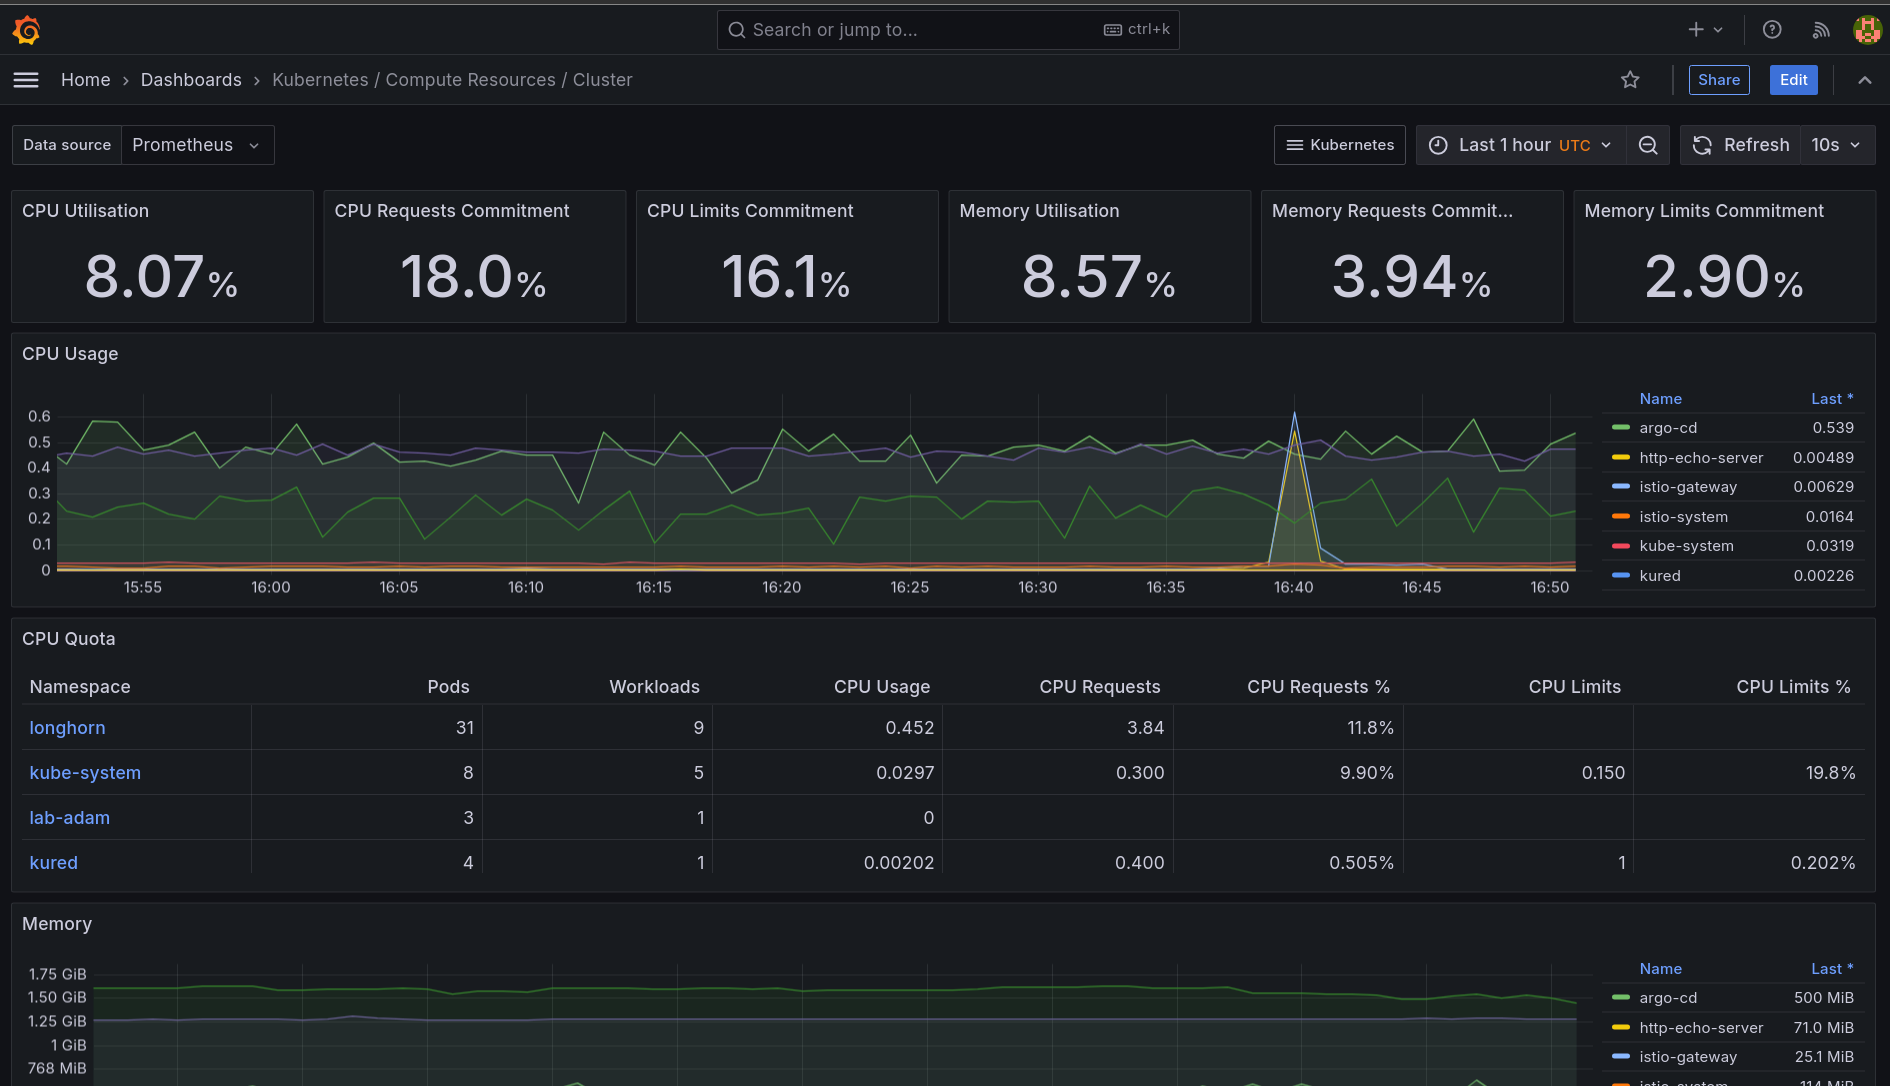 Search or jump to... ctrl+k
Home › Dashboards › Kubernetes / Compute Resources / Cluster
Share Edit
Data source Prometheus
Kubernetes Last 1 hour UTC Refresh 10s
CPU Utilisation
8.07%
CPU Requests Commitment
18.0%
CPU Limits Commitment
16.1%
Memory Utilisation
8.57%
Memory Requests Commit...
3.94%
Memory Limits Commitment
2.90%
CPU Usage
0.6
0.5
0.4
0.3
0.2
0.1
0
15:55 16:00 16:05 16:10 16:15 16:20 16:25 16:30 16:35 16:40 16:45 16:50
Name Last *
argo-cd 0.539
http-echo-server 0.00489
istio-gateway 0.00629
istio-system 0.0164
kube-system 0.0319
kured 0.00226
CPU Quota
Namespace Pods Workloads CPU Usage CPU Requests CPU Requests % CPU Limits CPU Limits %
longhorn 31 9 0.452 3.84 11.8%
kube-system 8 5 0.0297 0.300 9.90% 0.150 19.8%
lab-adam 3 1 0
kured 4 1 0.00202 0.400 0.505% 1 0.202%
Memory
1.75 GiB
1.50 GiB
1.25 GiB
1 GiB
768 MiB
Name Last *
argo-cd 500 MiB
http-echo-server 71.0 MiB
istio-gateway 25.1 MiB
istio-system 114 MiB